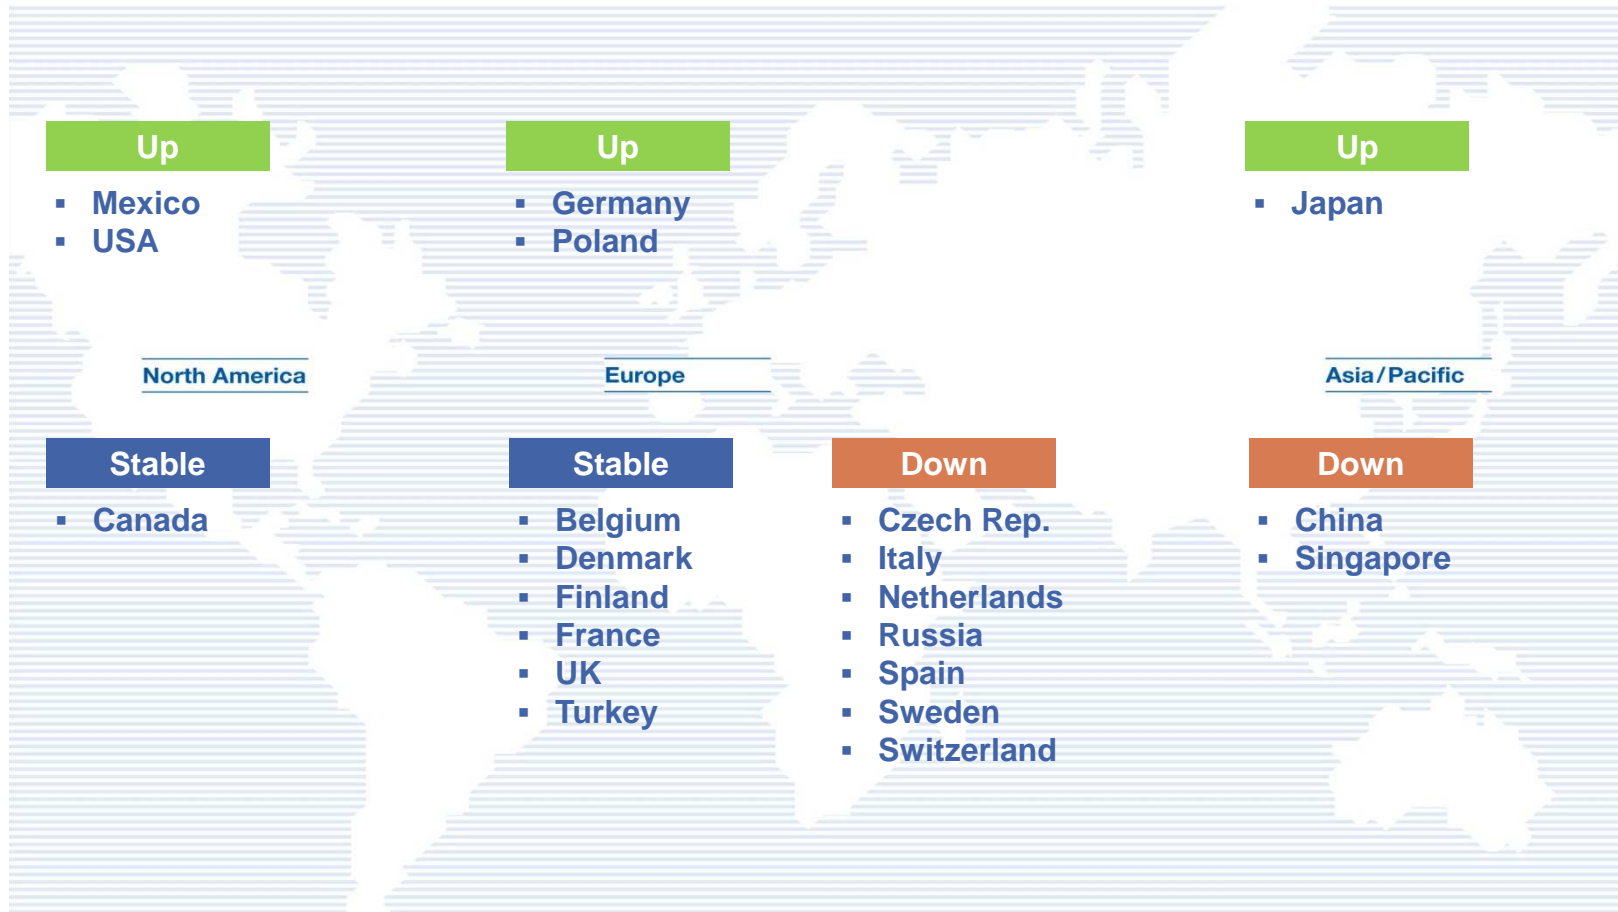 Up
▪ Mexico
▪ USA
North America
Stable
▪ Canada
Up
▪ Germany
▪ Poland
Europe
Stable
▪ Belgium
▪ Denmark
▪ Finland
▪ France
▪ UK
▪ Turkey
Down
▪ Czech Rep.
▪ Italy
▪ Netherlands
▪ Russia
▪ Spain
▪ Sweden
▪ Switzerland
Up
▪ Japan
Asia/Pacific
Down
▪ China
▪ Singapore